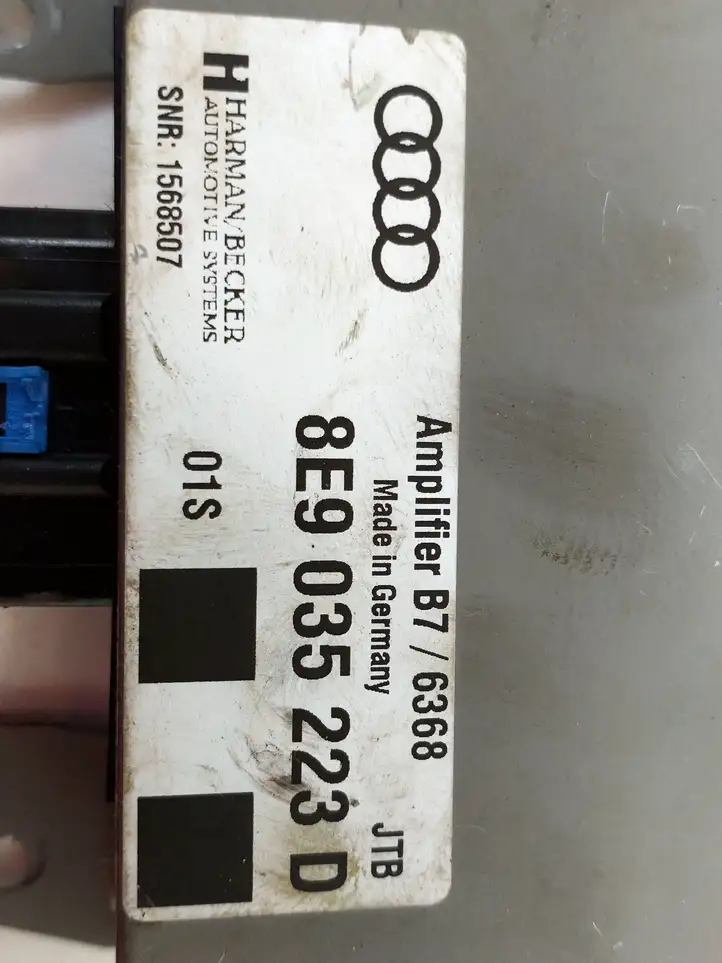 Amplifier B7 / 6368
Made in Germany
JTB
8E9 035 223 D
H HARMAN/BECKER
AUTOMOTIVE SYSTEMS
01S
SNR: 1568507